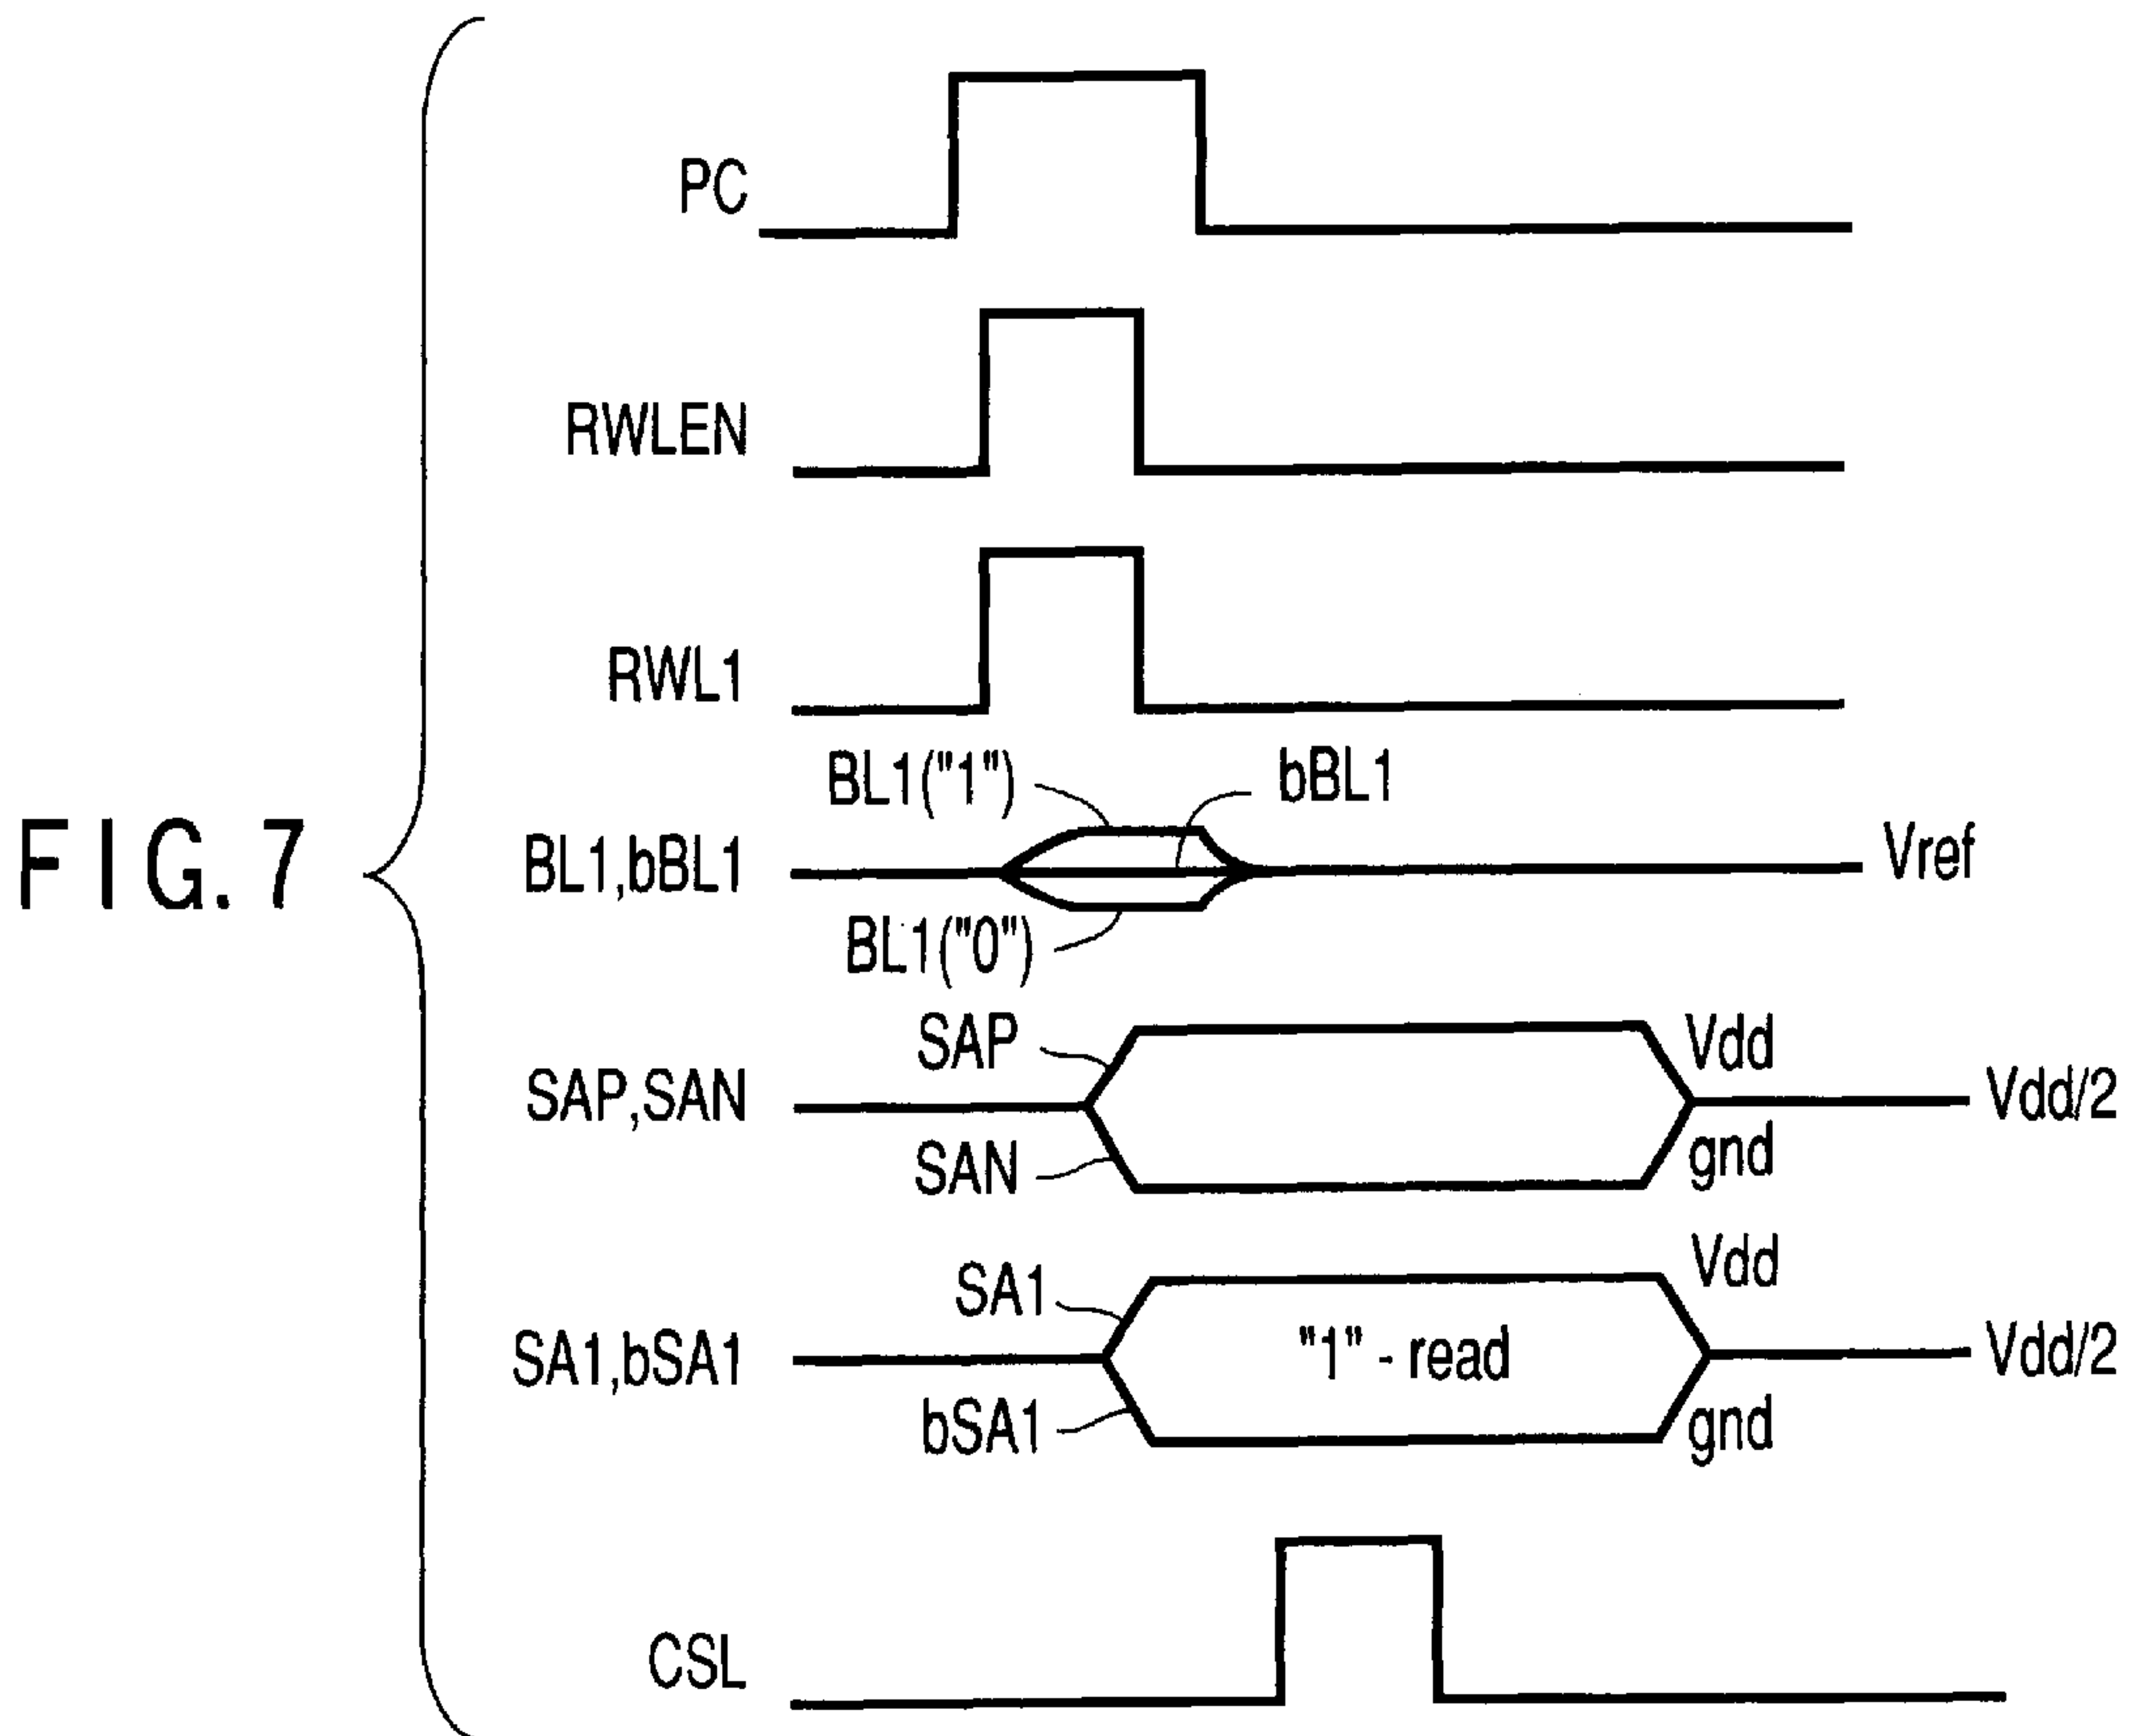 FIG. 7
PC
RWLEN
RWL1
BL1("1")
bBL1
BL1,bBL1
Vref
BL1("0")
SAP
Vdd
SAP,SAN
Vdd/2
SAN
gnd
SA1
Vdd
SA1,bSA1
"1" - read
Vdd/2
bSA1
gnd
CSL